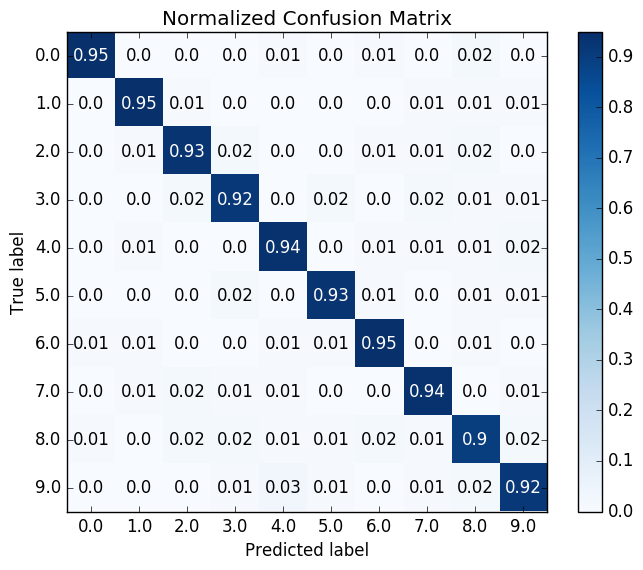 Normalized Confusion Matrix
0.0 0.95 0.0 0.0 0.0 0.01 0.0 0.01 0.0 0.02 0.0
1.0 0.0 0.95 0.01 0.0 0.0 0.0 0.0 0.01 0.01 0.01
2.0 0.0 0.01 0.93 0.02 0.0 0.0 0.01 0.01 0.02 0.0
3.0 0.0 0.0 0.02 0.92 0.0 0.02 0.0 0.02 0.01 0.01
4.0 0.0 0.01 0.0 0.0 0.94 0.0 0.01 0.01 0.01 0.02
5.0 0.0 0.0 0.0 0.02 0.0 0.93 0.01 0.0 0.01 0.01
6.0 0.01 0.01 0.0 0.0 0.01 0.01 0.95 0.0 0.01 0.0
7.0 0.0 0.01 0.02 0.01 0.01 0.0 0.0 0.94 0.0 0.01
8.0 0.01 0.0 0.02 0.02 0.01 0.01 0.02 0.01 0.9 0.02
9.0 0.0 0.0 0.0 0.01 0.03 0.01 0.0 0.01 0.02 0.92
0.0 1.0 2.0 3.0 4.0 5.0 6.0 7.0 8.0 9.0
Predicted label
True label
0.9
0.8
0.7
0.6
0.5
0.4
0.3
0.2
0.1
0.0